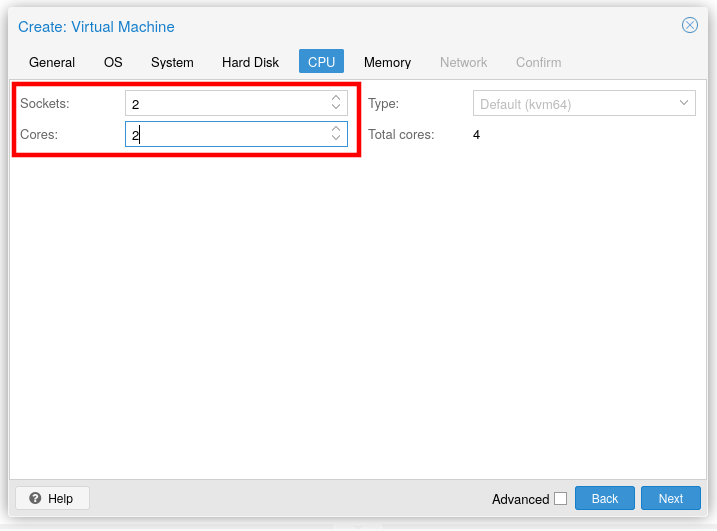 Create: Virtual Machine
General OS System Hard Disk CPU Memory Network Confirm
Sockets: 2 Type: Default (kvm64)
Cores: 2 Total cores: 4
Help Advanced Back Next